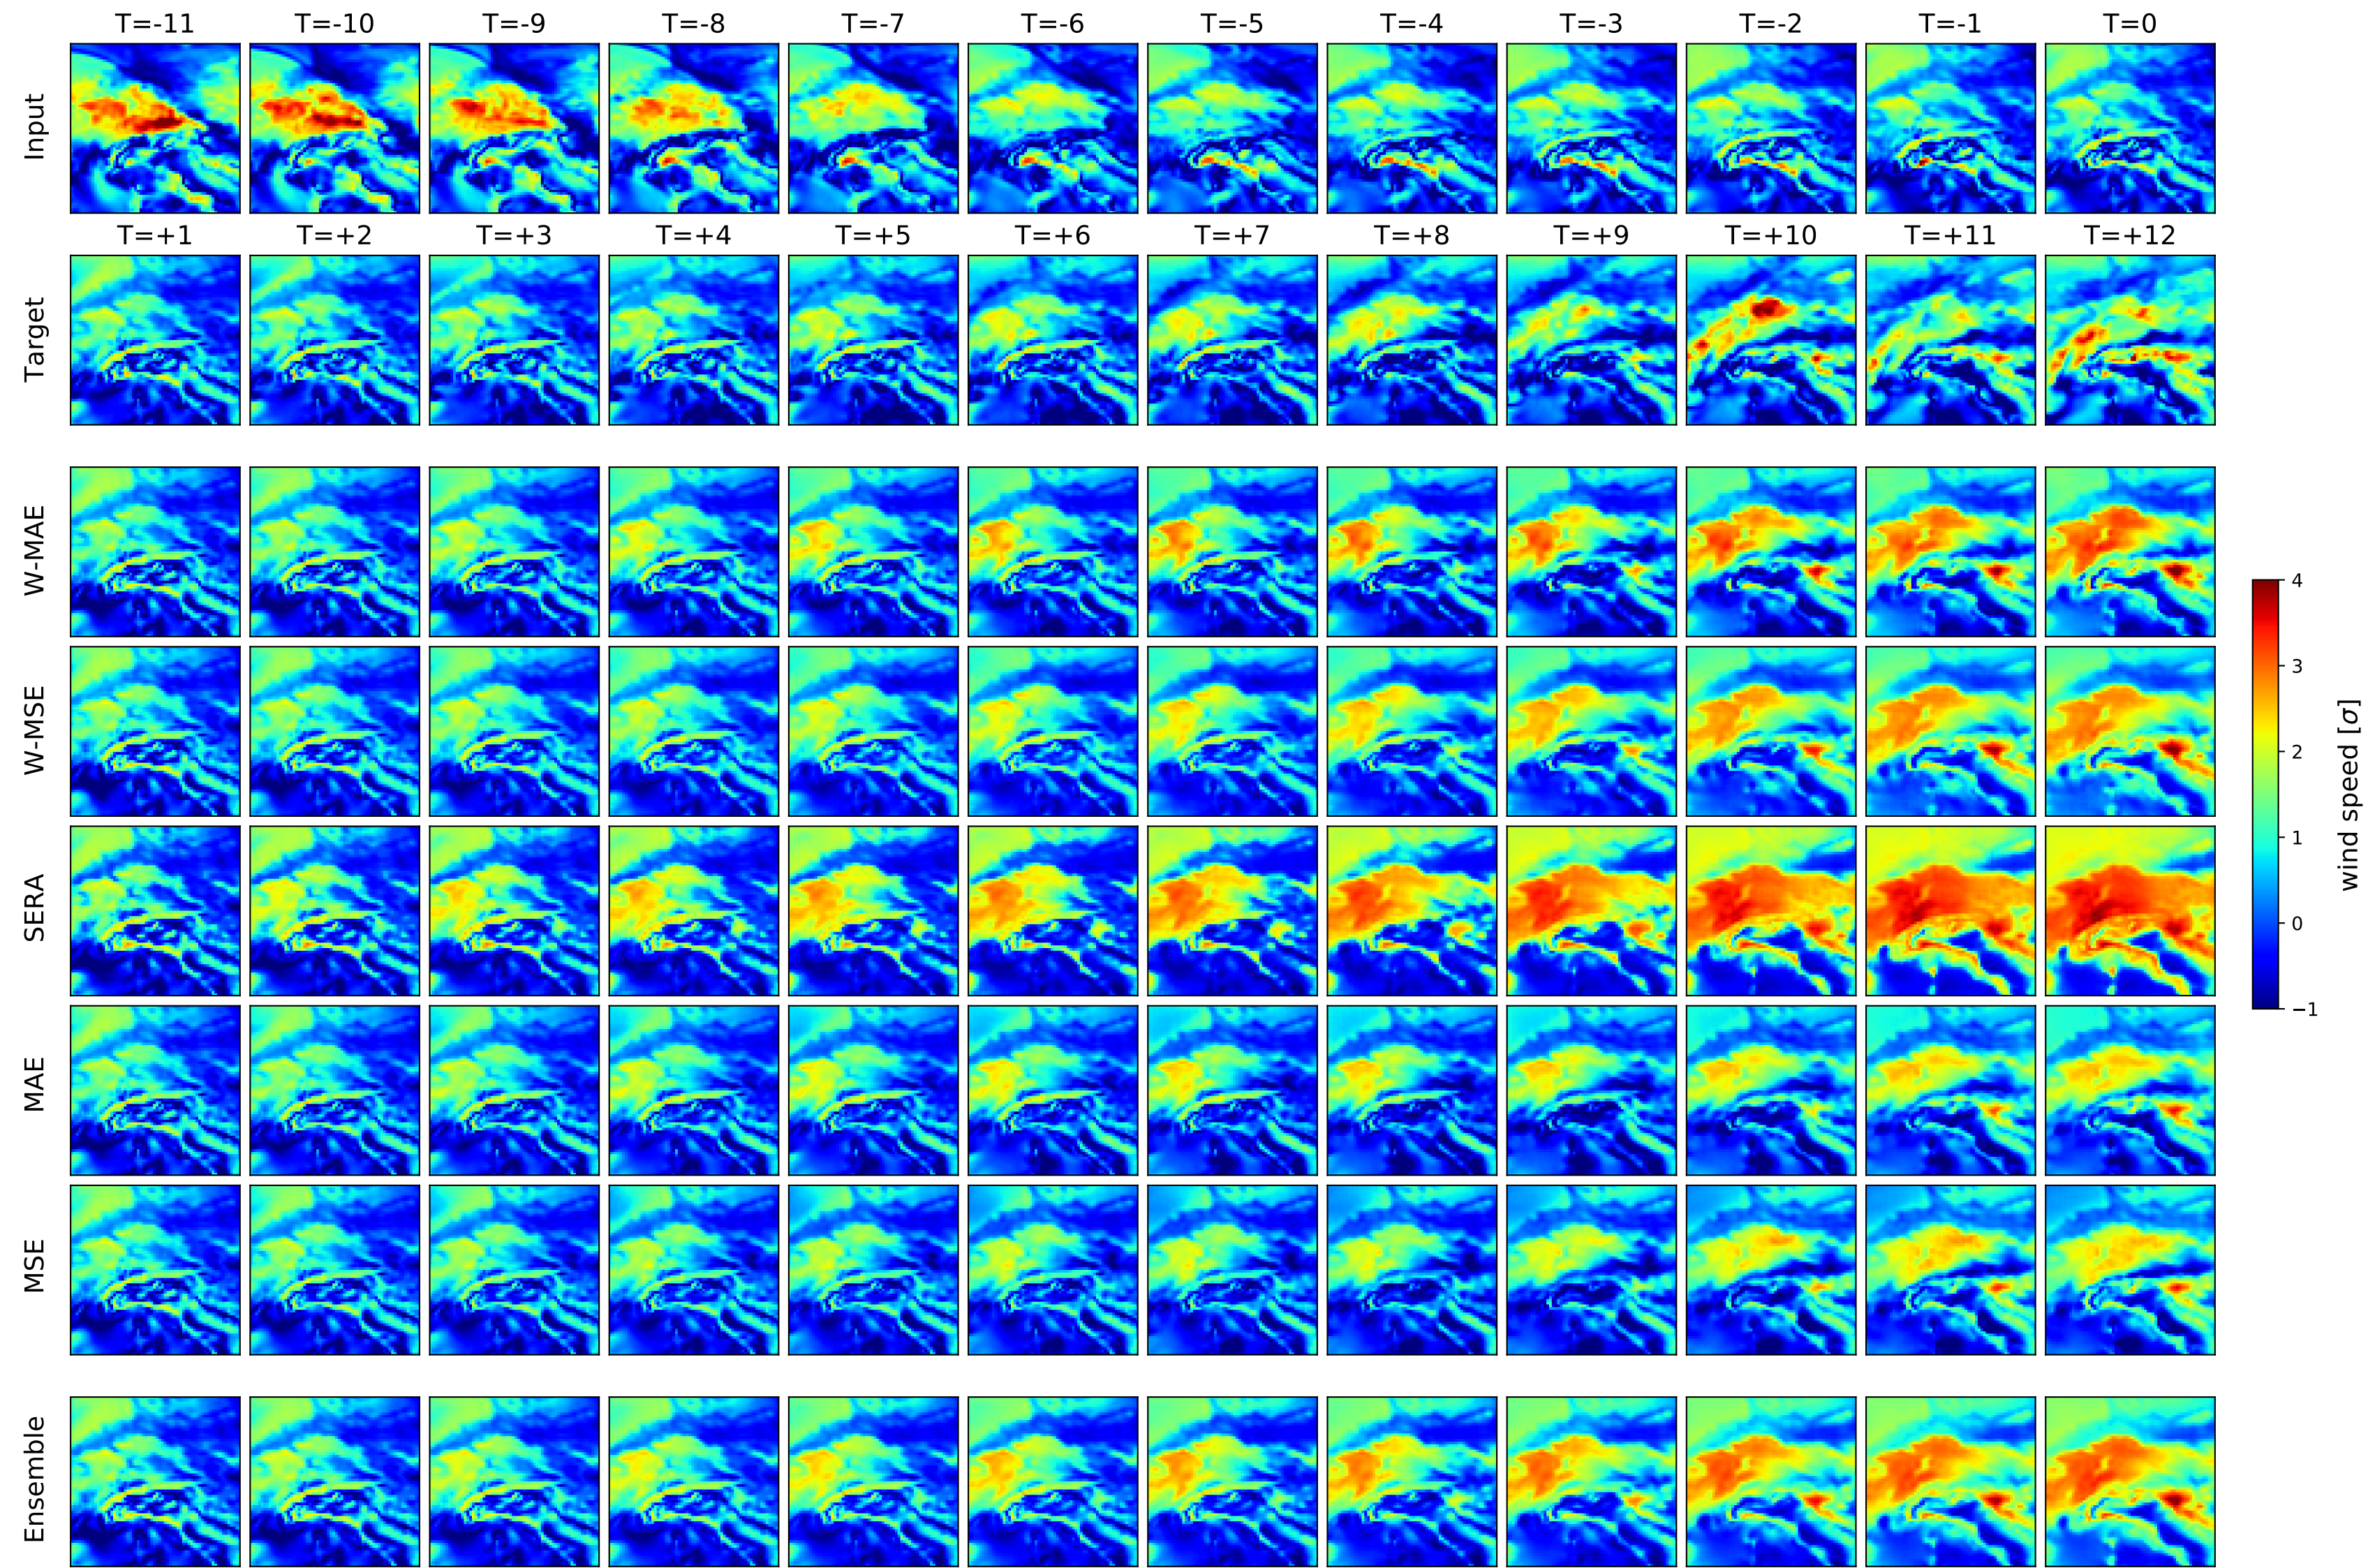 T=-11 T=-10 T=-9 T=-8 T=-7 T=-6 T=-5 T=-4 T=-3 T=-2 T=-1 T=0
Input
T=+1 T=+2 T=+3 T=+4 T=+5 T=+6 T=+7 T=+8 T=+9 T=+10 T=+11 T=+12
Target
W-MAE
W-MSE
SERA
MAE
MSE
Ensemble
4
3
2
1
0
−1
wind speed [σ]